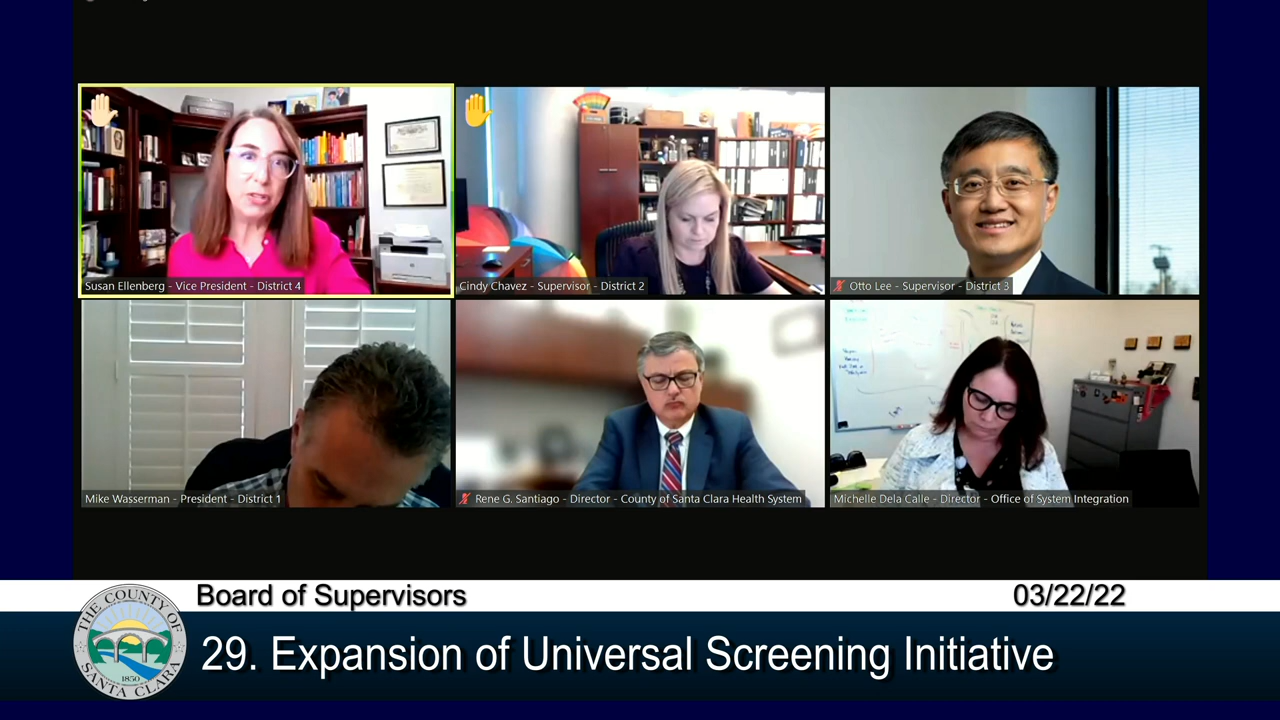 Susan Ellenberg - Vice President - District 4
Cindy Chavez - Supervisor - District 2
Otto Lee - Supervisor - District 3
Mike Wasserman - President - District 1
Rene G. Santiago - Director - County of Santa Clara Health System
Michelle Dela Calle - Director - Office of System Integration
Board of Supervisors
03/22/22
THE COUNTY OF SANTA CLARA
1850
29. Expansion of Universal Screening Initiative